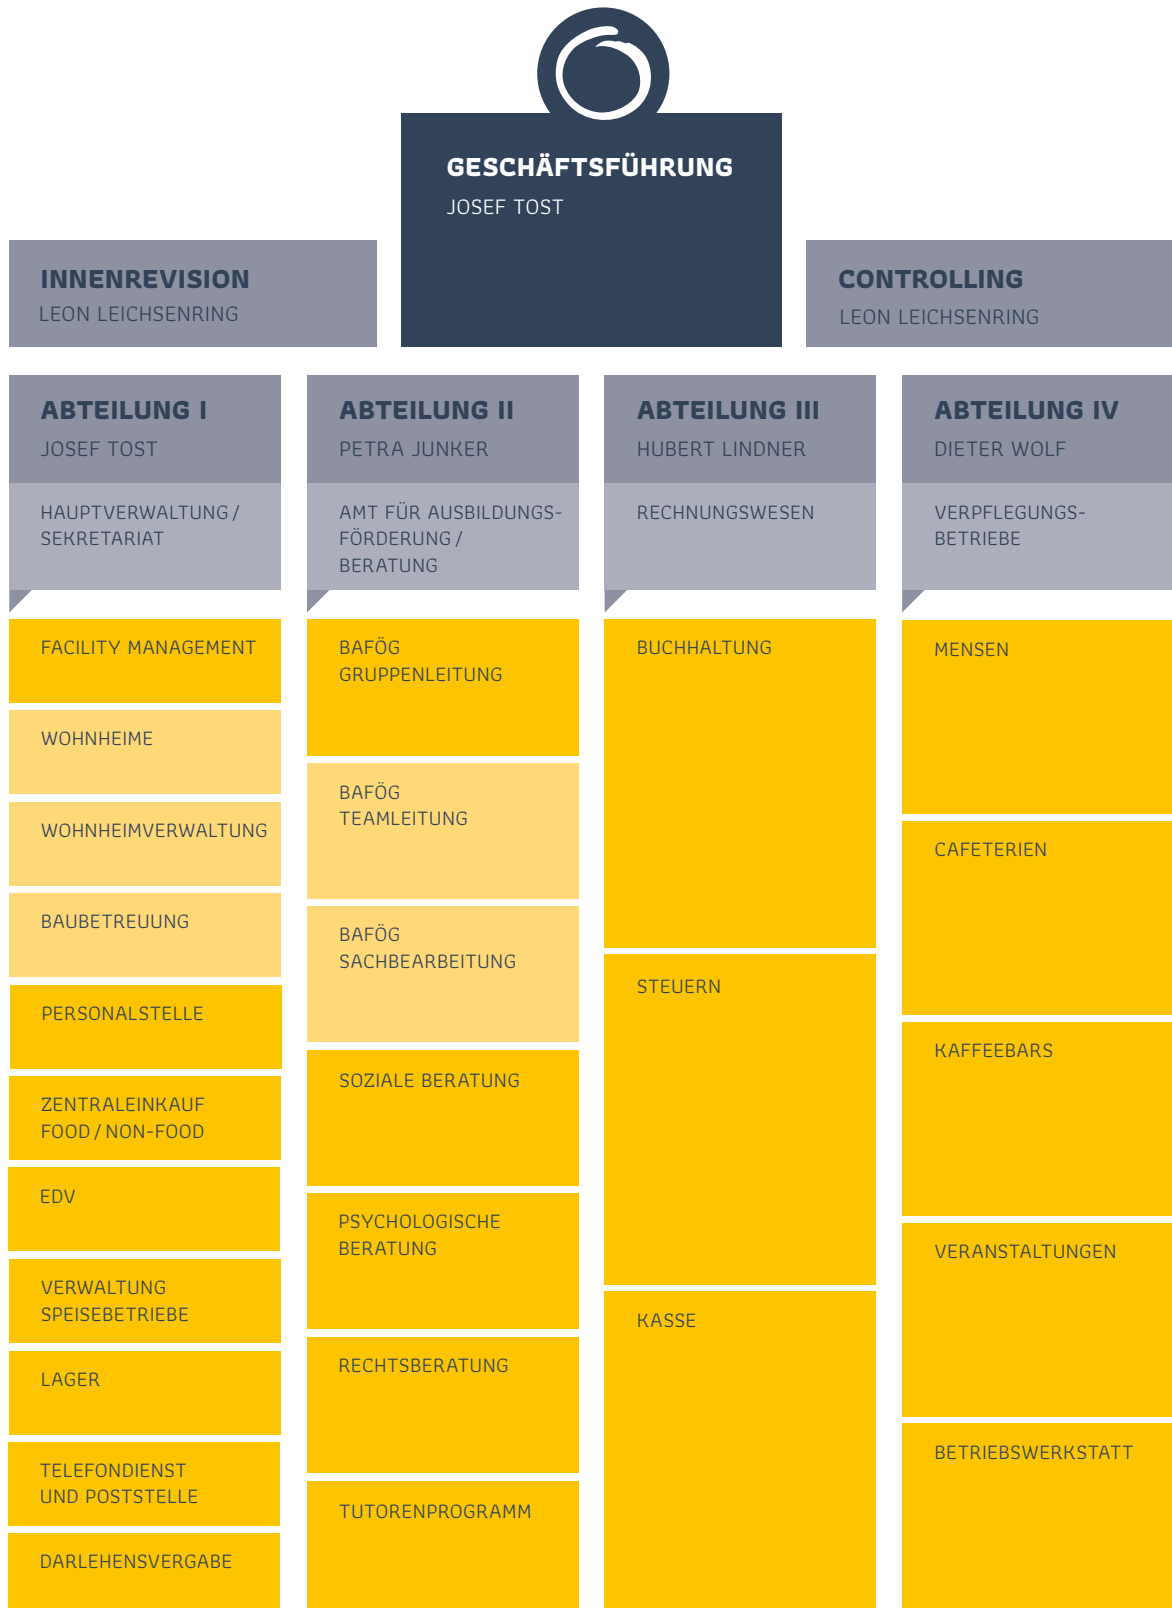 GESCHÄFTSFÜHRUNG
JOSEF TOST
INNENREVISION
LEON LEICHSENRING
CONTROLLING
LEON LEICHSENRING
ABTEILUNG I
JOSEF TOST
HAUPTVERWALTUNG /
SEKRETARIAT
FACILITY MANAGEMENT
WOHNHEIME
WOHNHEIMVERWALTUNG
BAUBETREUUNG
PERSONALSTELLE
ZENTRALEINKAUF
FOOD / NON-FOOD
EDV
VERWALTUNG
SPEISEBETRIEBE
LAGER
TELEFONDIENST
UND POSTSTELLE
DARLEHENSVERGABE
ABTEILUNG II
PETRA JUNKER
AMT FÜR AUSBILDUNGS-
FÖRDERUNG /
BERATUNG
BAFÖG
GRUPPENLEITUNG
BAFÖG
TEAMLEITUNG
BAFÖG
SACHBEARBEITUNG
SOZIALE BERATUNG
PSYCHOLOGISCHE
BERATUNG
RECHTSBERATUNG
TUTORENPROGRAMM
ABTEILUNG III
HUBERT LINDNER
RECHNUNGSWESEN
BUCHHALTUNG
STEUERN
KASSE
ABTEILUNG IV
DIETER WOLF
VERPFLEGUNGS-
BETRIEBE
MENSEN
CAFETERIEN
KAFFEEBARS
VERANSTALTUNGEN
BETRIEBSWERKSTATT